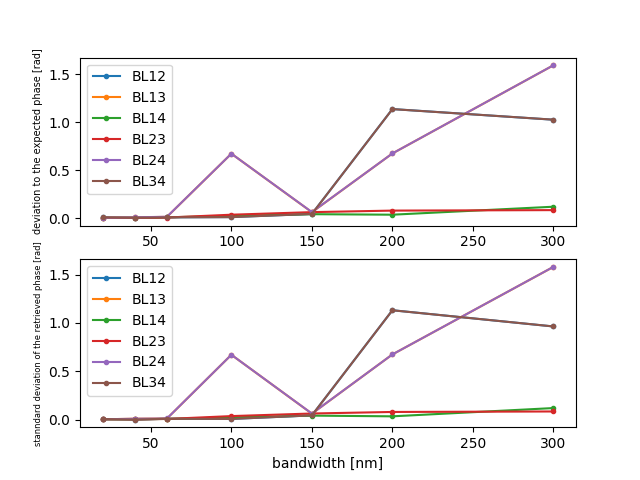 deviation to the expected phase [rad]
1.5
1.0
0.5
0.0
BL12
BL13
BL14
BL23
BL24
BL34
50
100
150
200
250
300
stanndard deviation of the retrieved phase [rad]
1.5
1.0
0.5
0.0
BL12
BL13
BL14
BL23
BL24
BL34
50
100
150
200
250
300
bandwidth [nm]